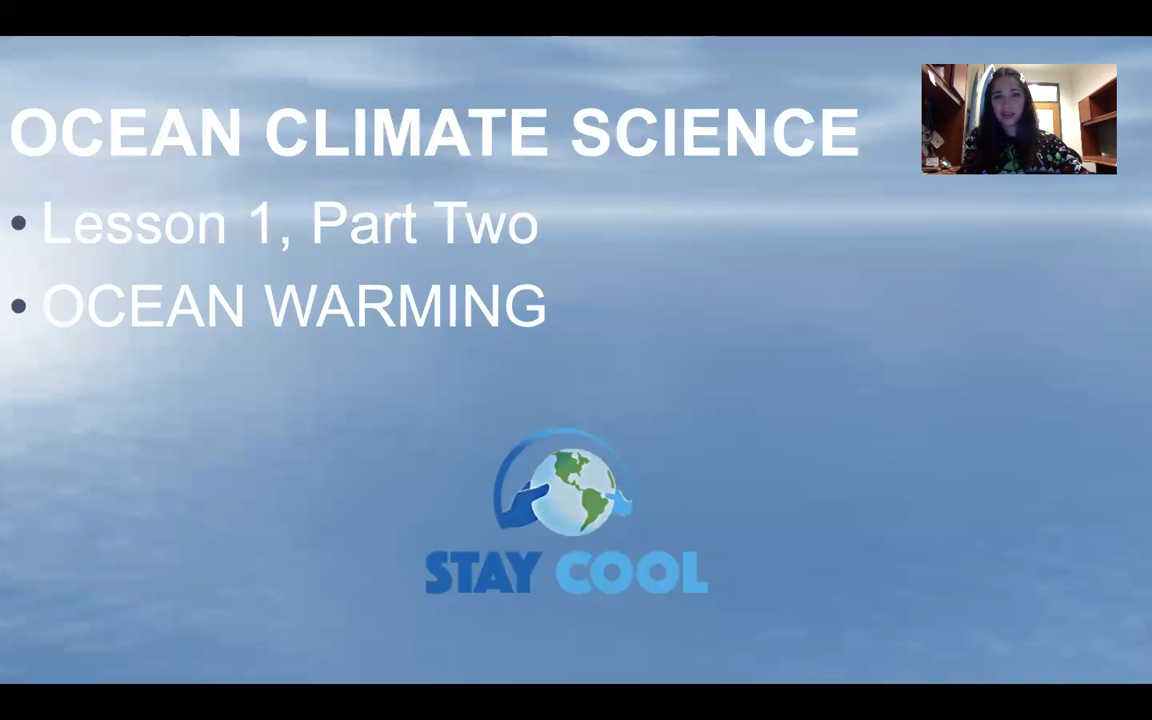 OCEAN CLIMATE SCIENCE
• Lesson 1, Part Two
• OCEAN WARMING
STAY COOL